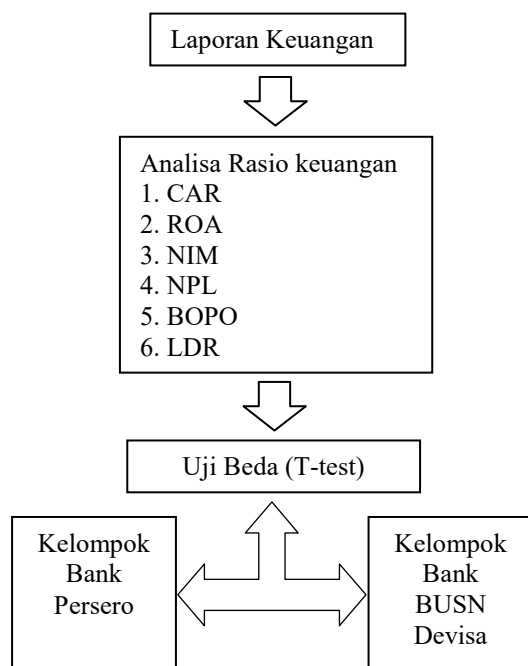 Laporan Keuangan
Analisa Rasio keuangan
1. CAR
2. ROA
3. NIM
4. NPL
5. BOPO
6. LDR
Uji Beda (T-test)
Kelompok
Bank
Persero
Kelompok
Bank
BUSN
Devisa